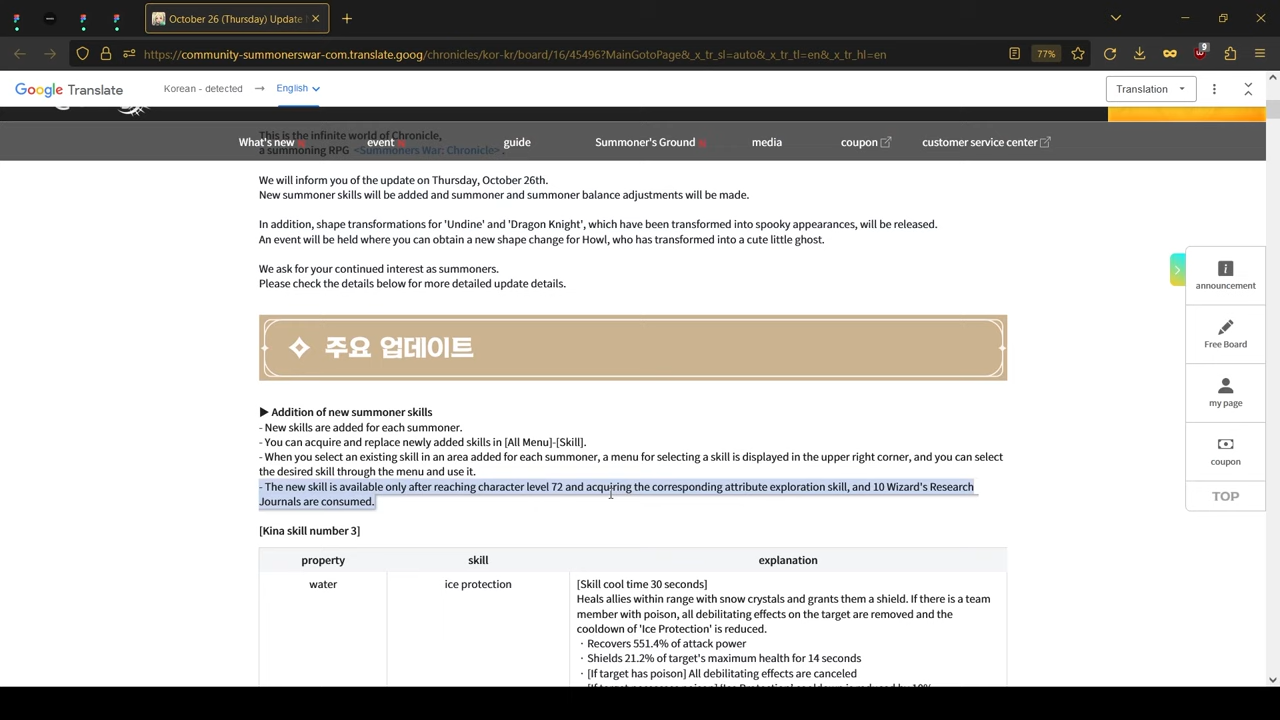 October 26 (Thursday) Update
https://community-summonerswar-com.translate.goog/chronicles/kor-kr/board/16/45496?MainGotoPage&_x_tr_sl=auto&_x_tr_tl=en&_x_tr_hl=en
77%
9
Google Translate
Korean - detected
English
Translation
This is the infinite world of Chronicle,
What's new
event
guide
Summoner's Ground
media
coupon
customer service center
a summoning RPG <Summoners War: Chronicle> .
We will inform you of the update on Thursday, October 26th.
New summoner skills will be added and summoner and summoner balance adjustments will be made.
In addition, shape transformations for 'Undine' and 'Dragon Knight', which have been transformed into spooky appearances, will be released.
An event will be held where you can obtain a new shape change for Howl, who has transformed into a cute little ghost.
We ask for your continued interest as summoners.
Please check the details below for more detailed update details.
announcement
Free Board
my page
coupon
TOP
주요 업데이트
▶ Addition of new summoner skills
- New skills are added for each summoner.
- You can acquire and replace newly added skills in [All Menu]-[Skill].
- When you select an existing skill in an area added for each summoner, a menu for selecting a skill is displayed in the upper right corner, and you can select
the desired skill through the menu and use it.
- The new skill is available only after reaching character level 72 and acquiring the corresponding attribute exploration skill, and 10 Wizard's Research
Journals are consumed.
[Kina skill number 3]
property
skill
explanation
water
ice protection
[Skill cool time 30 seconds]
Heals allies within range with snow crystals and grants them a shield. If there is a team
member with poison, all debilitating effects on the target are removed and the
cooldown of 'Ice Protection' is reduced.
· Recovers 551.4% of attack power
· Shields 21.2% of target's maximum health for 14 seconds
· [If target has poison] All debilitating effects are canceled
· [If target possesses poison] 'Ice Protection' cooldown is reduced by 10%